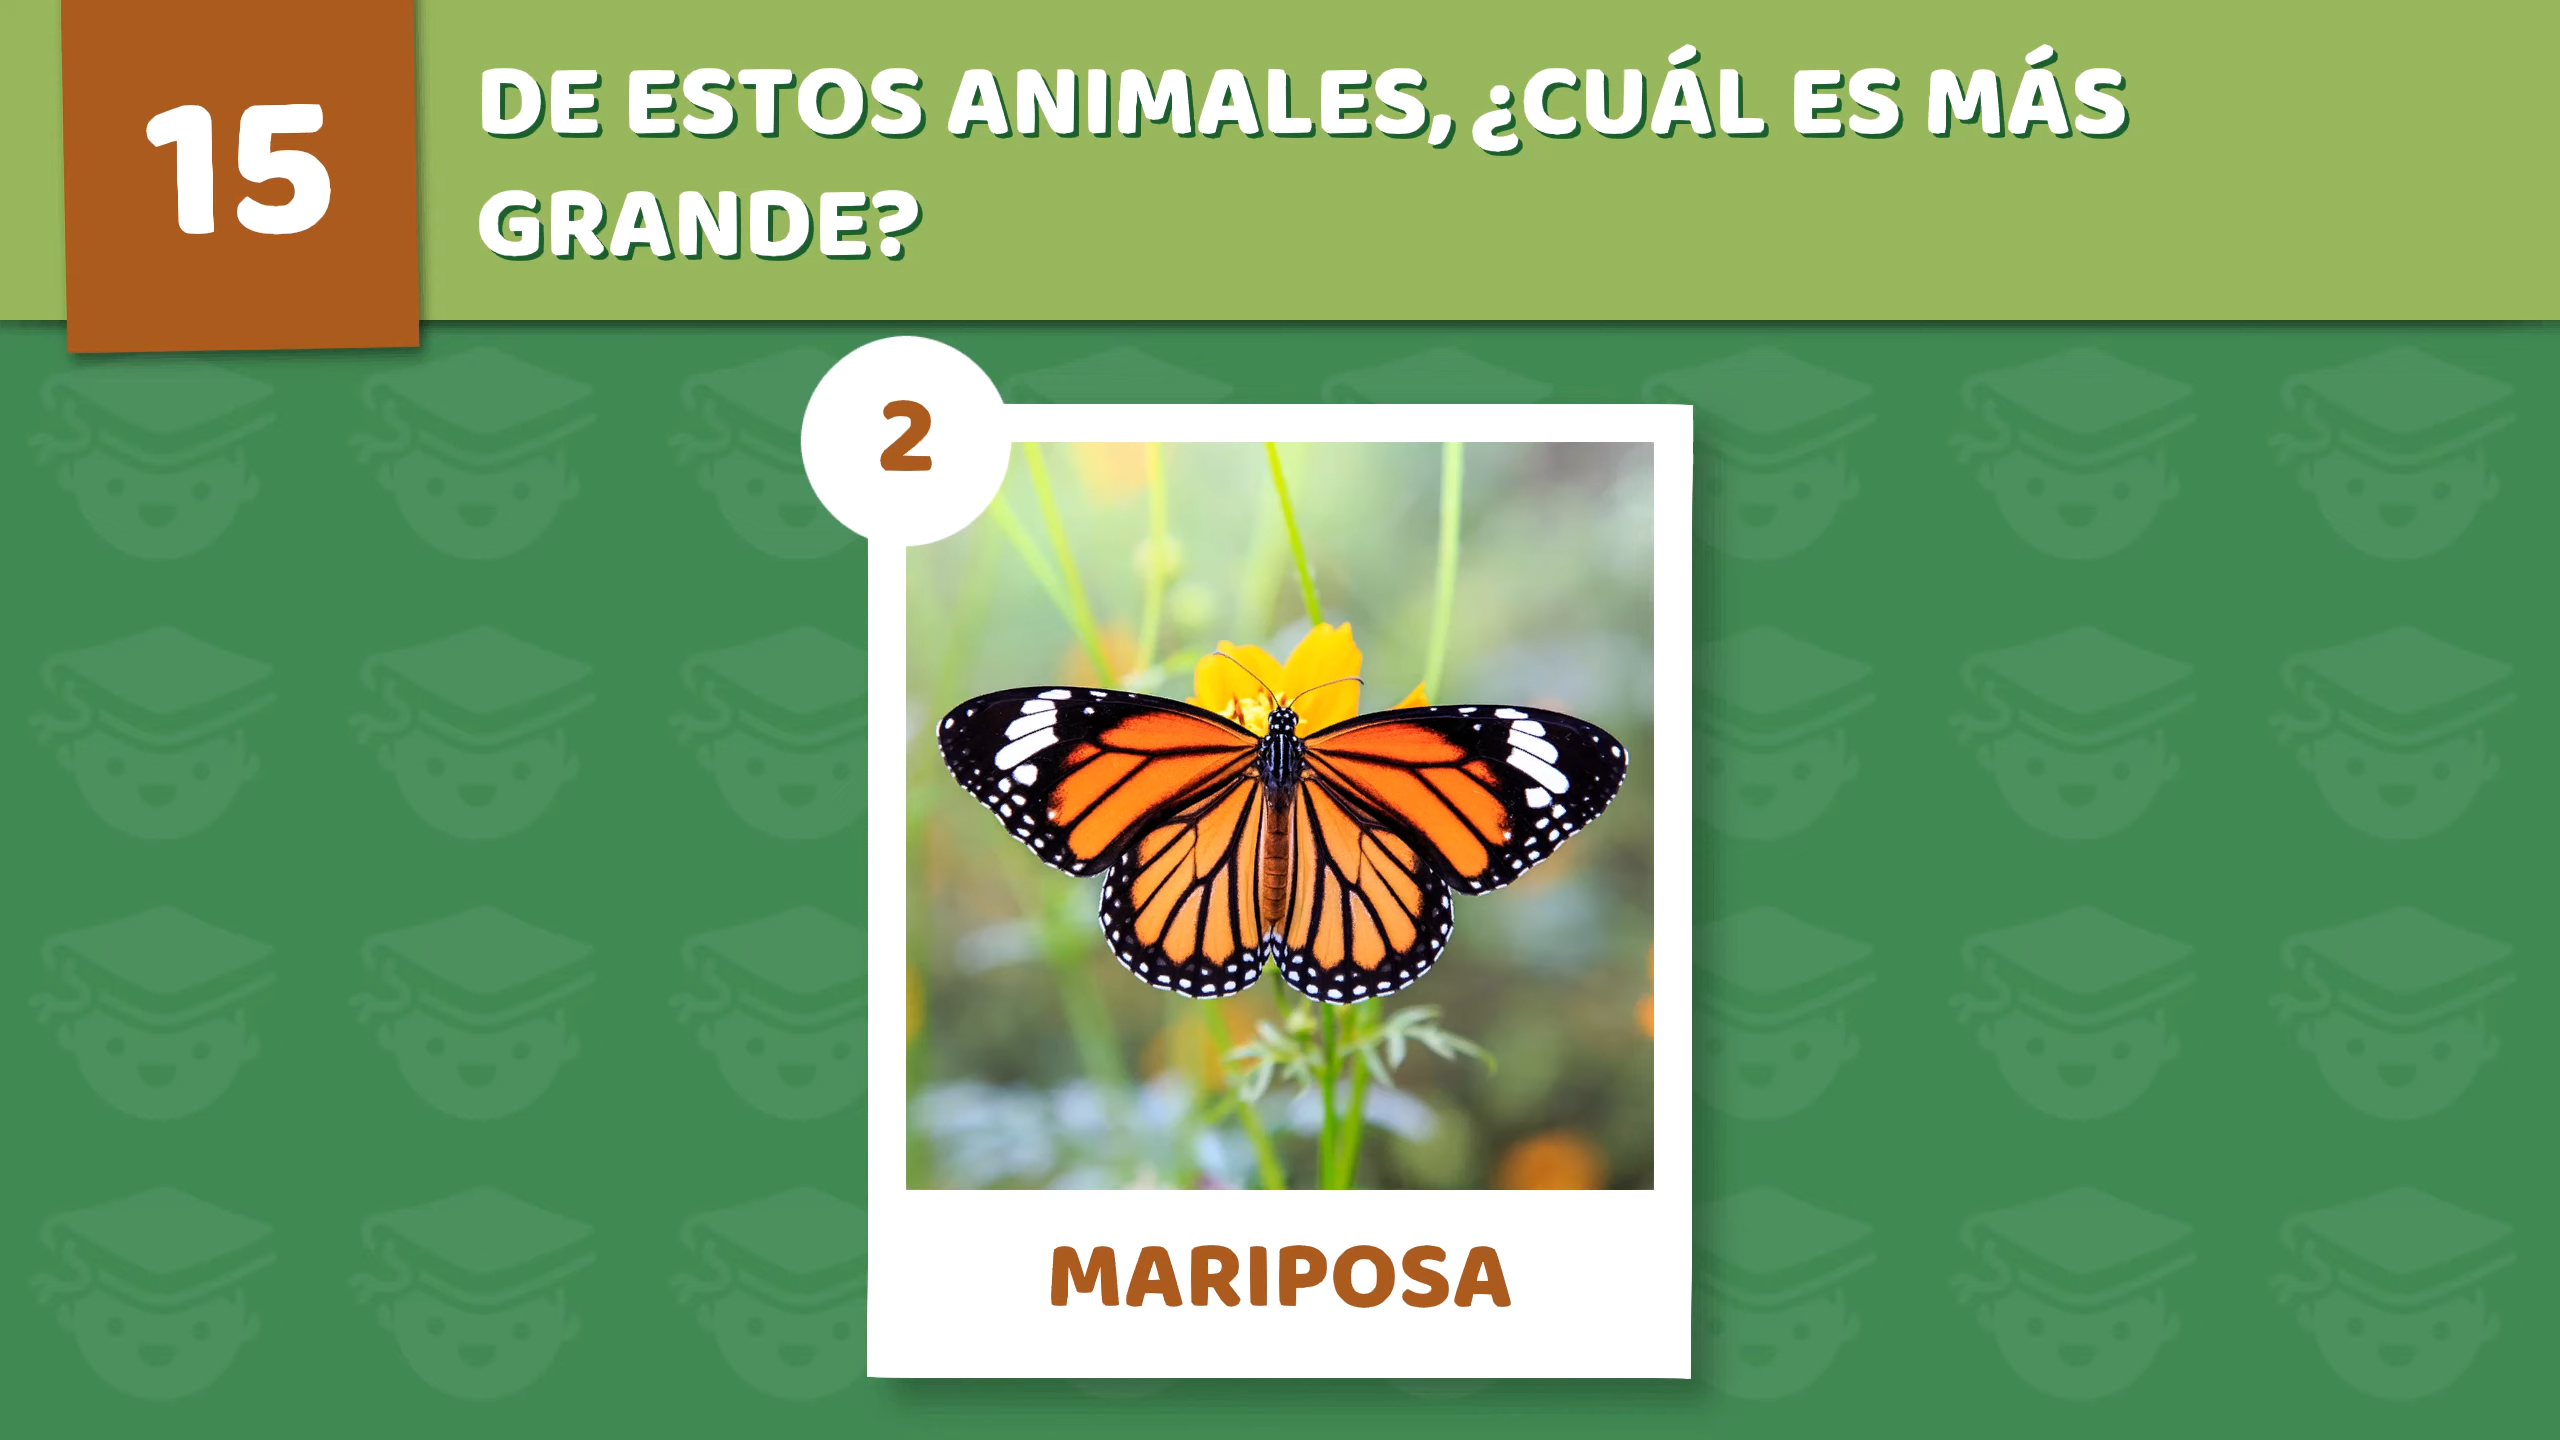 15
DE ESTOS ANIMALES, ¿CUÁL ES MÁS
GRANDE?
2
MARIPOSA